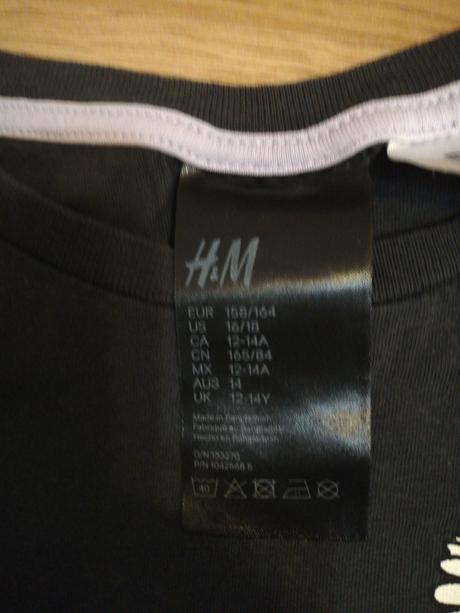 H&M
EUR 158/164
US 16/18
CA 12-14A
CN 165/84
MX 12-14A
AUS 14
UK 12-14Y
Made in Bangladesh
Fabriqué au Bangladesh
Hecho en Bangladesh
40